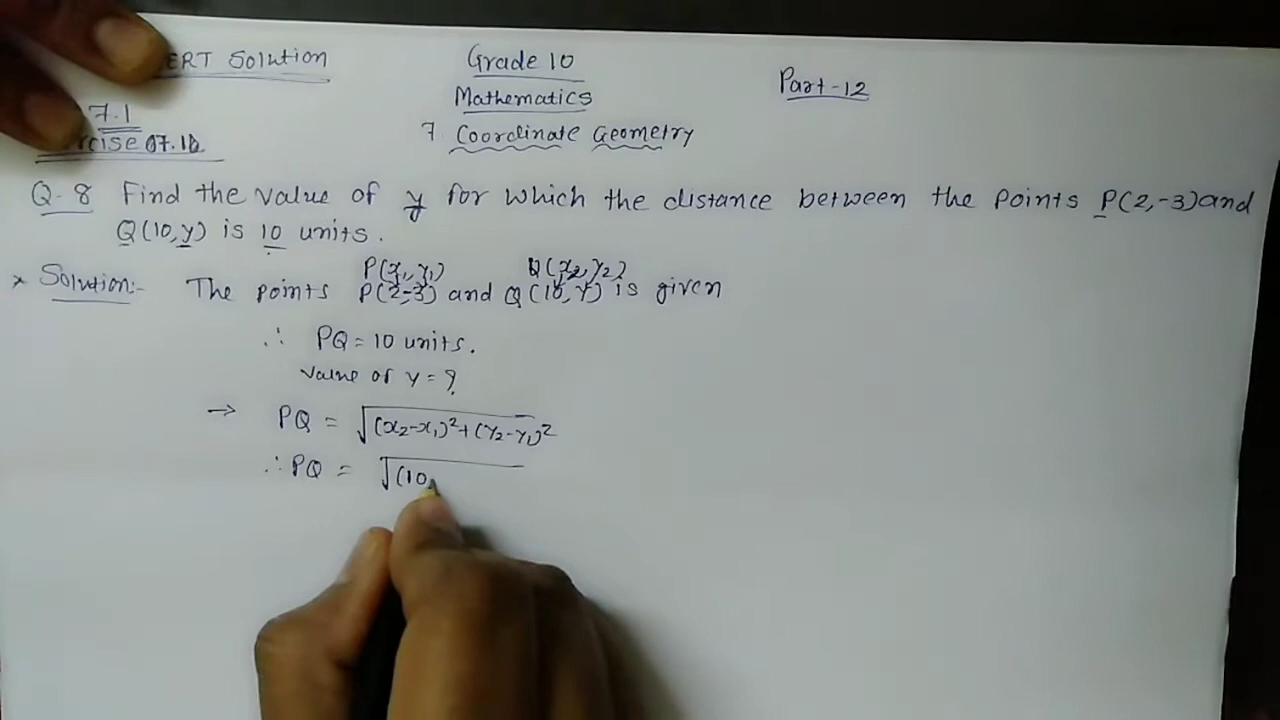 ERT Solution
Grade 10
Part-12
Mathematics
7.1
7 Coordinate Geometry
rcise 07.1
Q-8 Find the value of y for which the distance between the points P(2,-3) and
Q(10,y) is 10 units.
P(x₁,y₁) Q(x₂,y₂)
* Solution:- The points P(2-3) and Q(10,y) is given
∴ PQ = 10 units.
value of y = ?
→ PQ = √(x₂-x₁)²+(y₂-y₁)²
∴ PQ = √(10